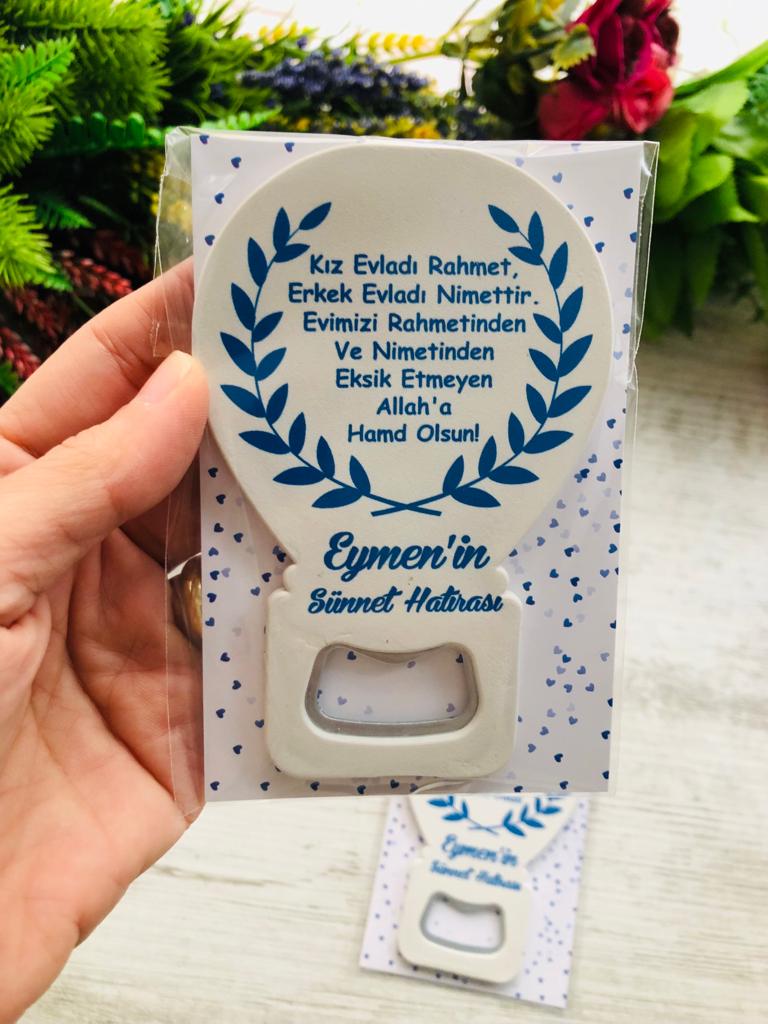 Kız Evladı Rahmet,
Erkek Evladı Nimettir.
Evimizi Rahmetinden
Ve Nimetinden
Eksik Etmeyen
Allah'a
Hamd Olsun!
Eymen'in
Sünnet Hatırası
Eymen'in
Sünnet Hatırası